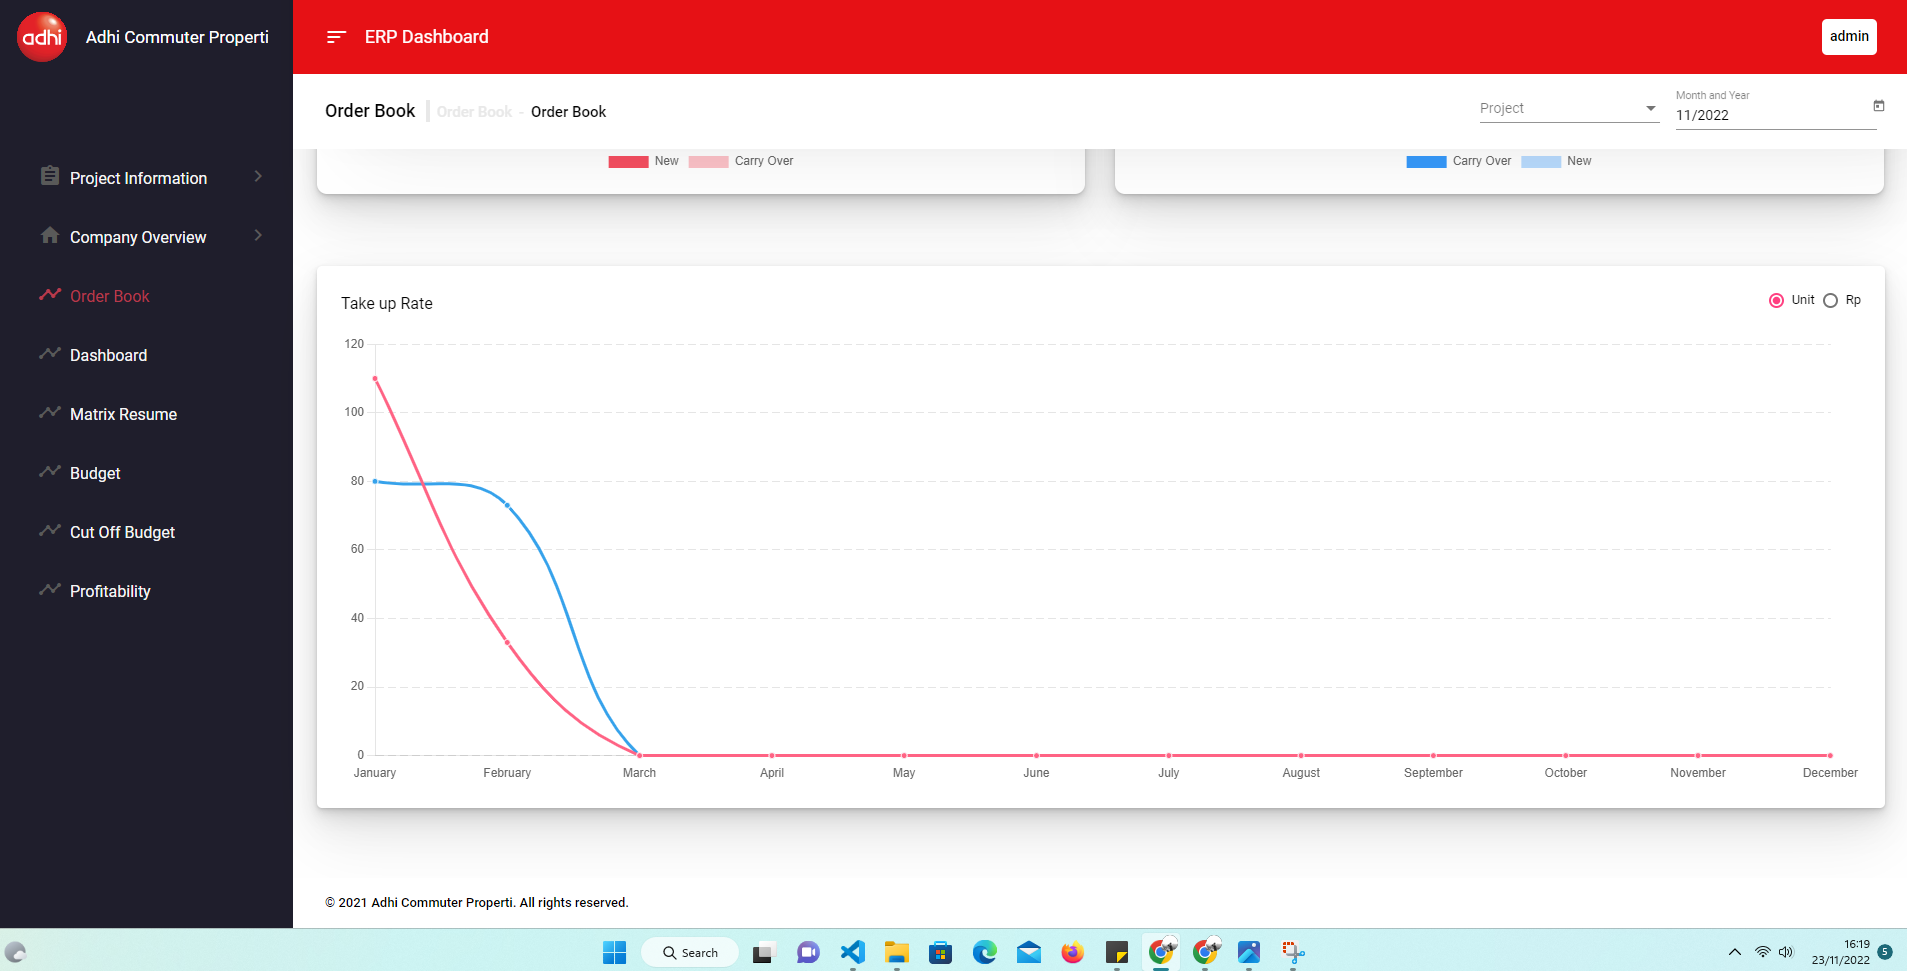 adhi
Adhi Commuter Properti
ERP Dashboard
admin
Order Book
Order Book - Order Book
Project
Month and Year
11/2022
Project Information
Company Overview
Order Book
Dashboard
Matrix Resume
Budget
Cut Off Budget
Profitability
New
Carry Over
Carry Over
New
Take up Rate
Unit
Rp
120
100
80
60
40
20
0
January
February
March
April
May
June
July
August
September
October
November
December
© 2021 Adhi Commuter Properti. All rights reserved.
Search
16:19
23/11/2022
5